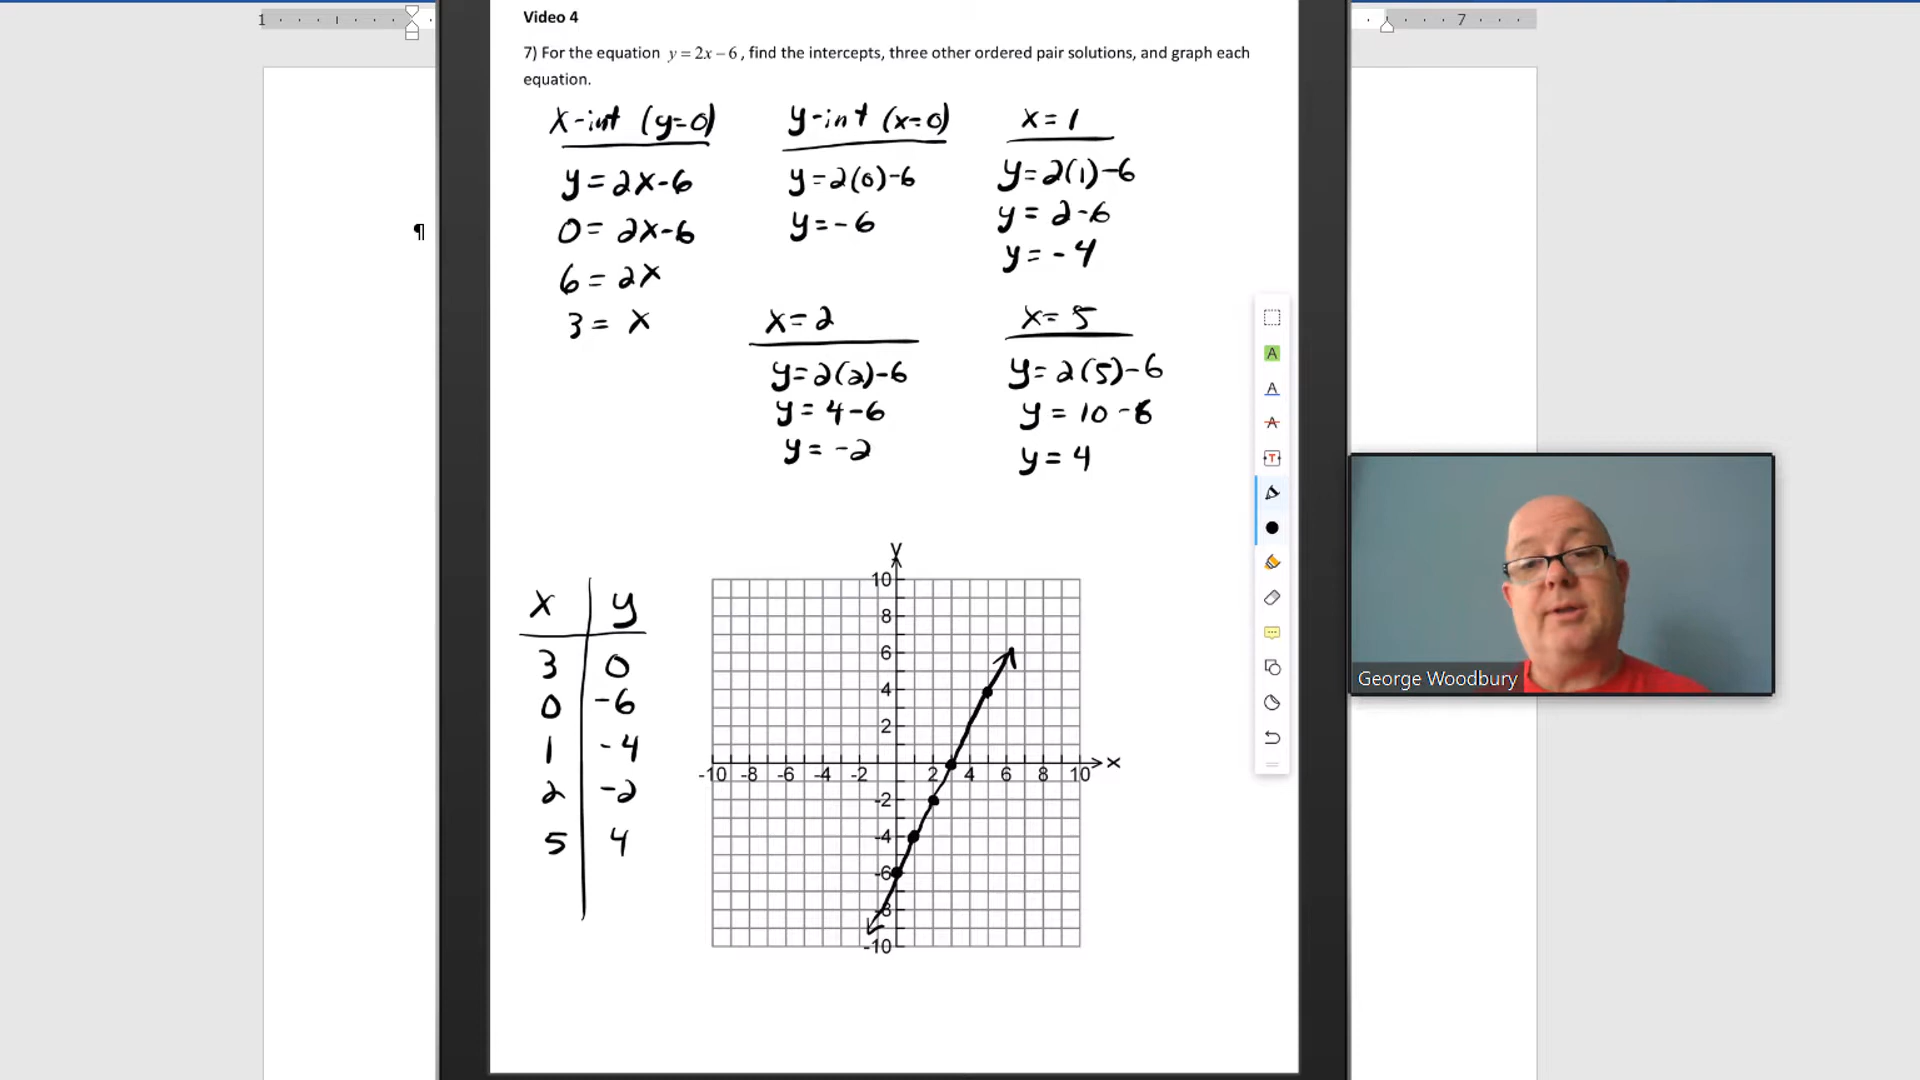 1
7
Video 4
7) For the equation y = 2x – 6, find the intercepts, three other ordered pair solutions, and graph each
equation.
X-int (y=0)
y = 2x-6
0 = 2x-6
6 = 2x
3 = x
y-int (x=0)
y = 2(0)-6
y = -6
x = 1
y = 2(1)-6
y = 2-6
y = -4
x = 2
y = 2(2)-6
y = 4-6
y = -2
x = 5
y = 2(5)-6
y = 10-6
y = 4
¶
A
A
A
T
George Woodbury
x y
3 0
0 -6
1 -4
2 -2
5 4
y
10
8
6
4
2
-10 -8 -6 -4 -2 2 4 6 8 10 x
-2
-4
-6
-8
-10